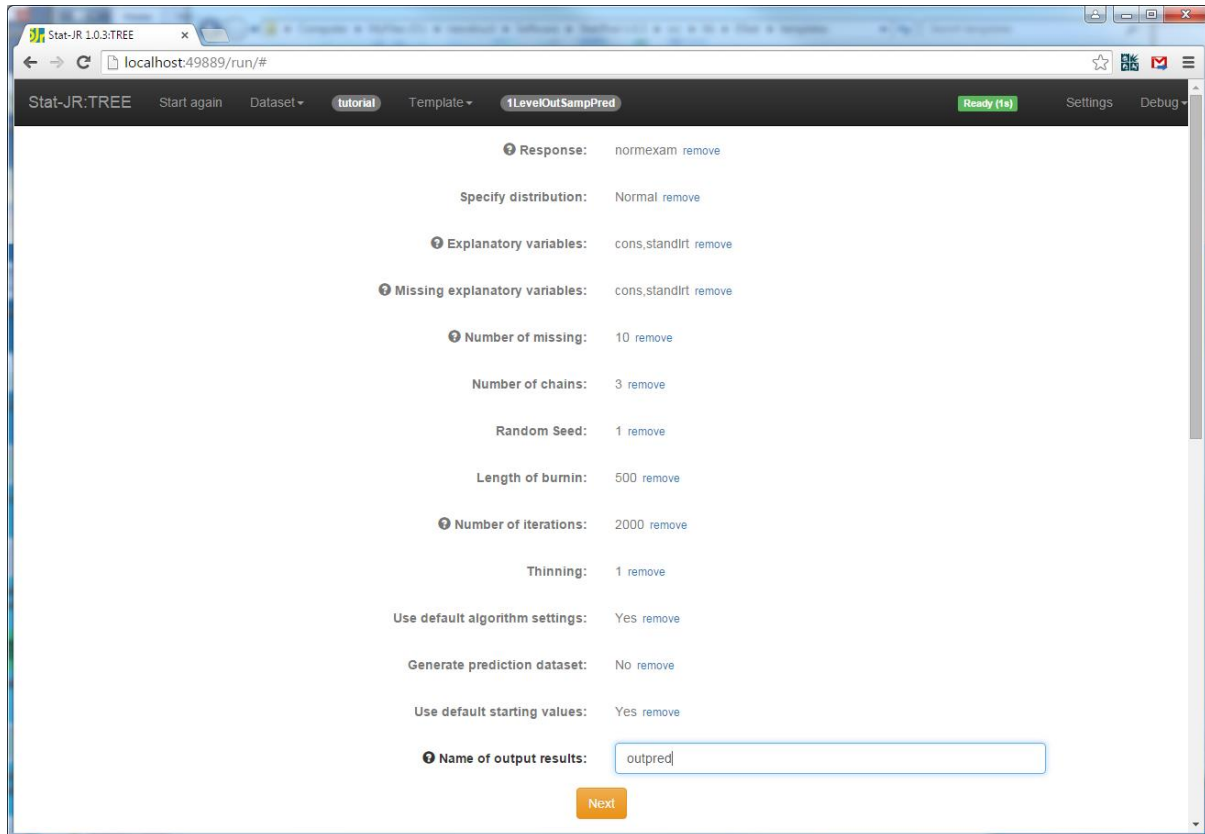 Stat-JR 1.0.3:TREE
localhost:49889/run/#
Stat-JR:TREE Start again Dataset tutorial Template 1LevelOutSampPred Ready (1s) Settings Debug
Response: normexam remove
Specify distribution: Normal remove
Explanatory variables: cons,standlrt remove
Missing explanatory variables: cons,standlrt remove
Number of missing: 10 remove
Number of chains: 3 remove
Random Seed: 1 remove
Length of burnin: 500 remove
Number of iterations: 2000 remove
Thinning: 1 remove
Use default algorithm settings: Yes remove
Generate prediction dataset: No remove
Use default starting values: Yes remove
Name of output results: outpred
Next